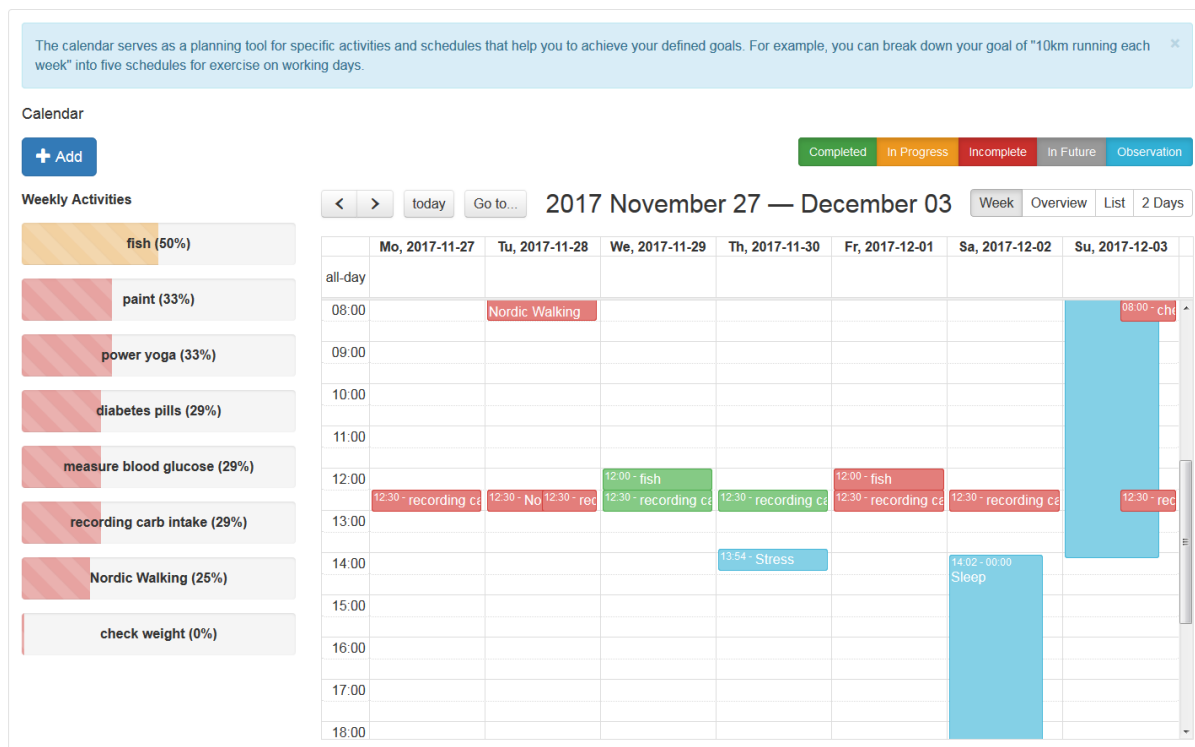 The calendar serves as a planning tool for specific activities and schedules that help you to achieve your defined goals. For example, you can break down your goal of "10km running each
week" into five schedules for exercise on working days.
×
Calendar
Add
Completed In Progress Incomplete In Future Observation
Weekly Activities
today Go to... 2017 November 27 — December 03 Week Overview List 2 Days
fish (50%)
paint (33%)
power yoga (33%)
diabetes pills (29%)
measure blood glucose (29%)
recording carb intake (29%)
Nordic Walking (25%)
check weight (0%)
Mo, 2017-11-27 Tu, 2017-11-28 We, 2017-11-29 Th, 2017-11-30 Fr, 2017-12-01 Sa, 2017-12-02 Su, 2017-12-03
all-day
08:00 Nordic Walking 08:00 - che
09:00
10:00
11:00
12:00 12:00 - fish 12:00 - fish
12:30 - recording ca 12:30 - No 12:30 - rec 12:30 - recording ca 12:30 - recording ca 12:30 - recording ca 12:30 - recording ca 12:30 - rec
13:00
13:54 - Stress
14:00 14:02 - 00:00
Sleep
15:00
16:00
17:00
18:00